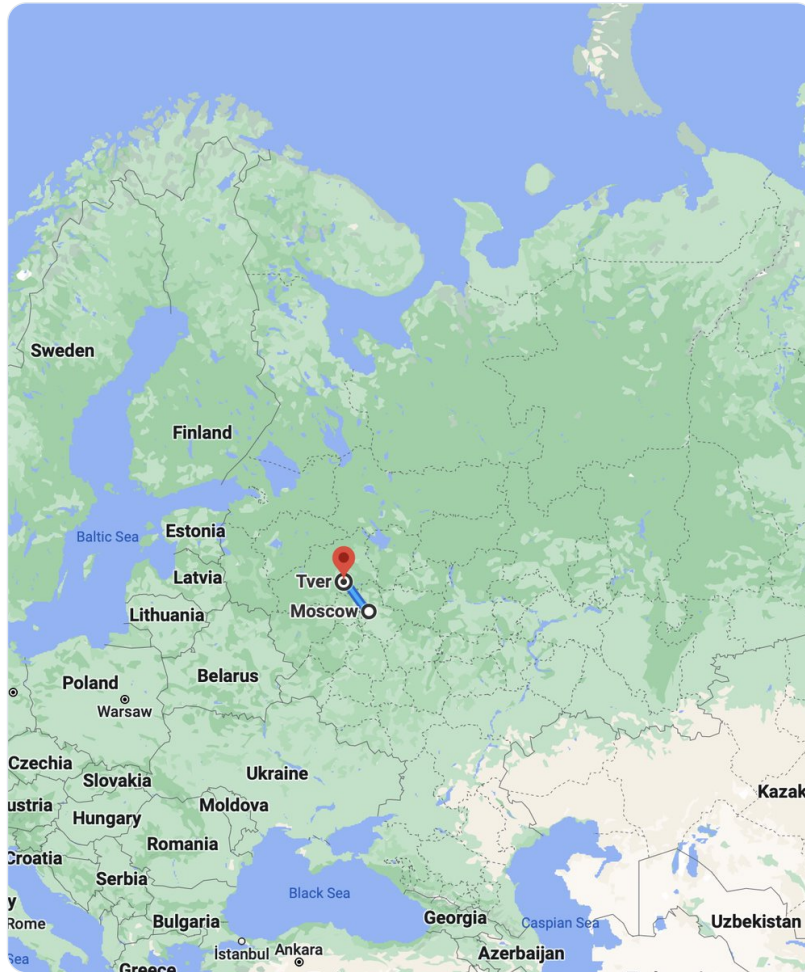 Sweden
Finland
Baltic Sea
Estonia
Latvia
Tver
Lithuania
Moscow
Belarus
Poland
Warsaw
Czechia
Slovakia
Ukraine
Kazak
ustria
Moldova
Hungary
Romania
Croatia
Serbia
Black Sea
y
Rome
Bulgaria
Georgia
Caspian Sea
Uzbekistan
İstanbul
Ankara
Azerbaijan
Sea
Greece